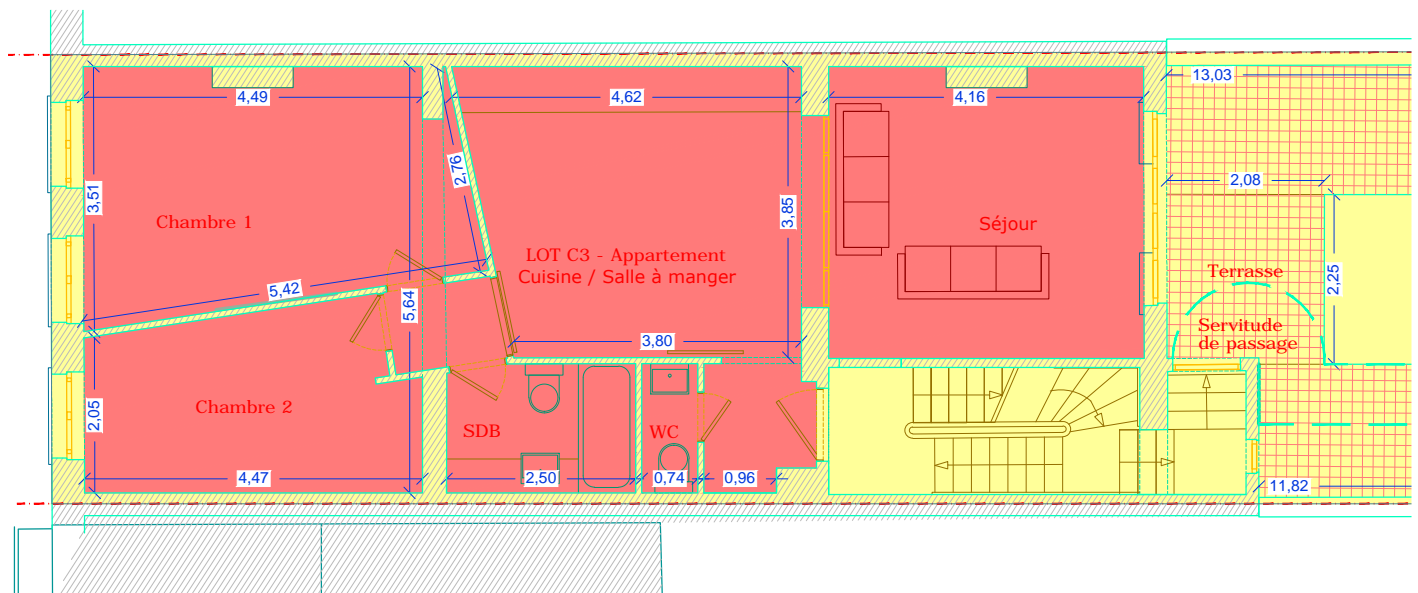 13,03
4,49
4,62
4,16
2,76
3,51
3,85
2,08
Chambre 1
Séjour
LOT C3 - Appartement
Cuisine / Salle à manger
Terrasse
2,25
5,42
5,64
Servitude
de passage
3,80
Chambre 2
2,05
SDB
WC
4,47
2,50
0,74
0,96
11,82